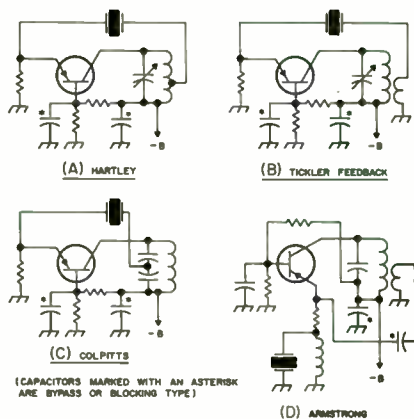 *
*
-B
(A) HARTLEY
*
*
-B
(B) TICKLER FEEDBACK
*
*
-B
(C) COLPITTS
(CAPACITORS MARKED WITH AN ASTERISK
ARE BYPASS OR BLOCKING TYPE)
*
*
-B
(D) ARMSTRONG